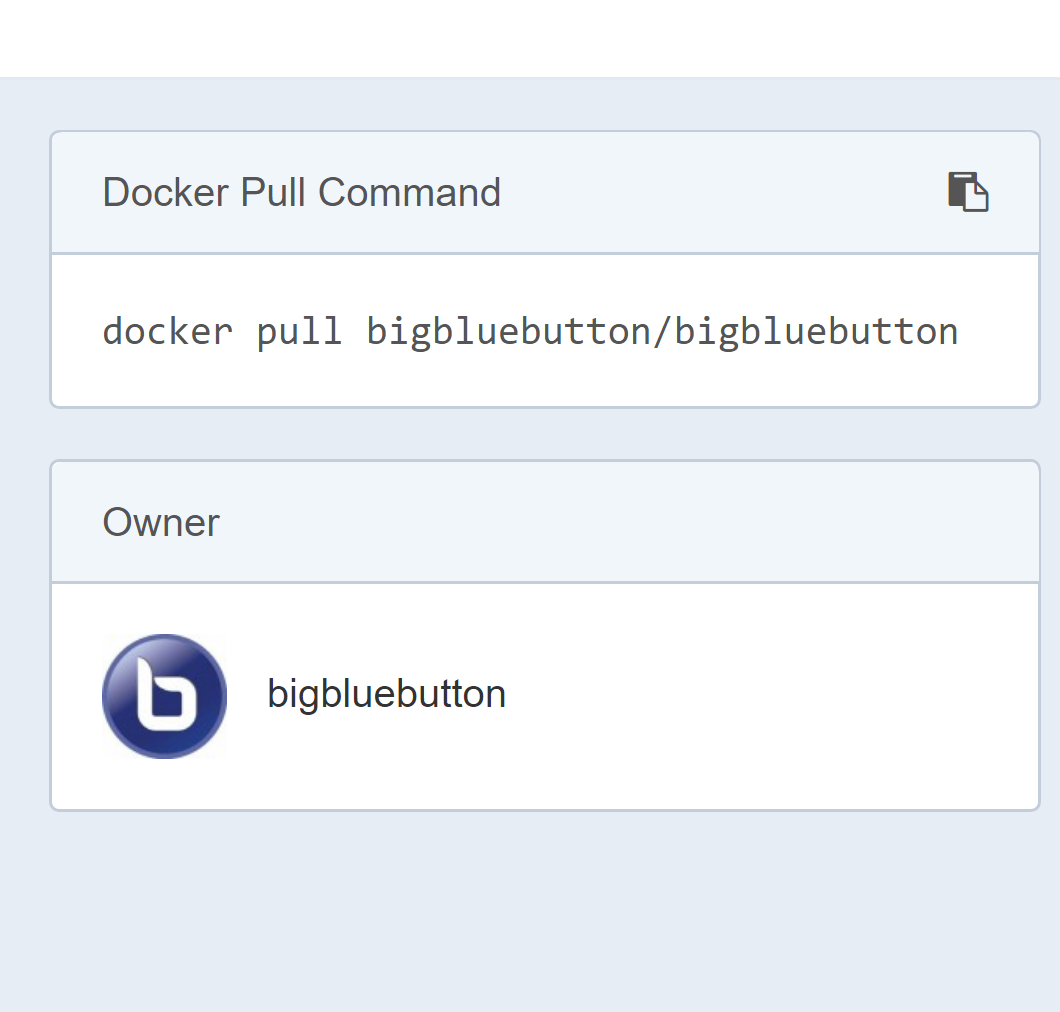 Docker Pull Command
docker pull bigbluebutton/bigbluebutton
Owner
bigbluebutton